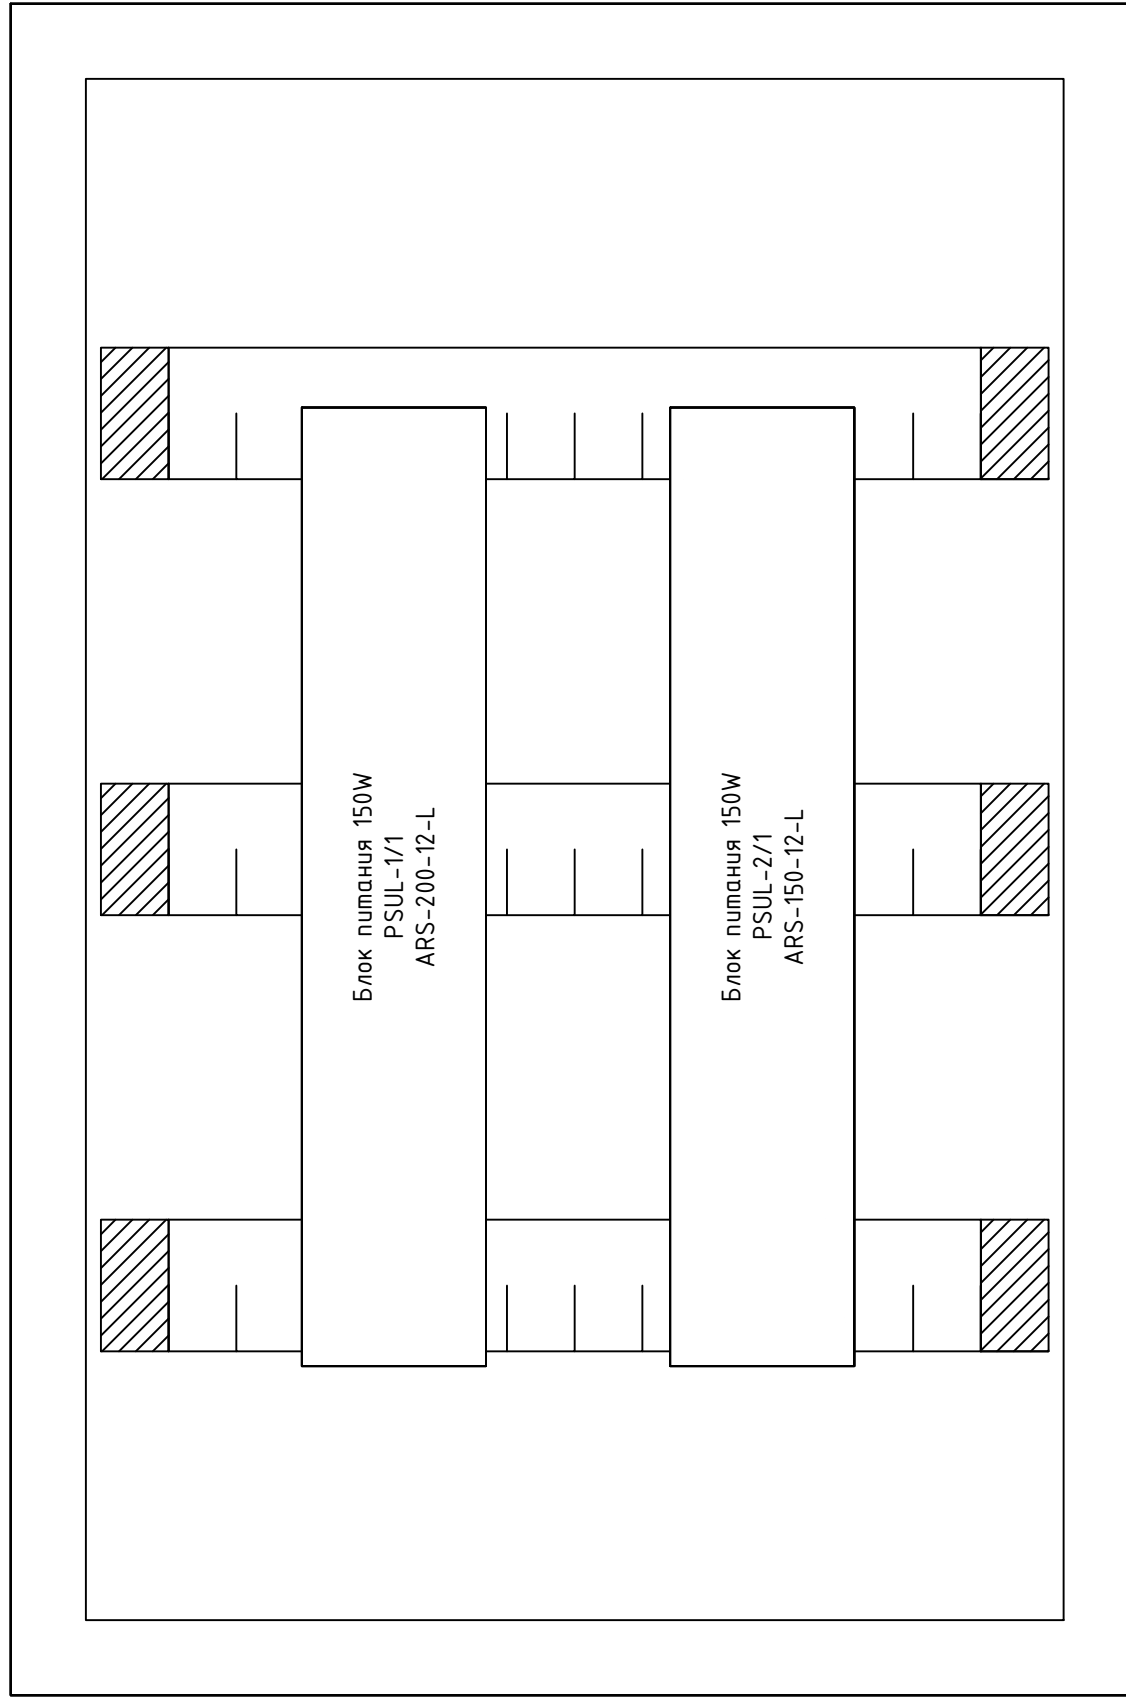 Блок питания 150W
PSUL-1/1
ARS-200-12-L
Блок питания 150W
PSUL-2/1
ARS-150-12-L